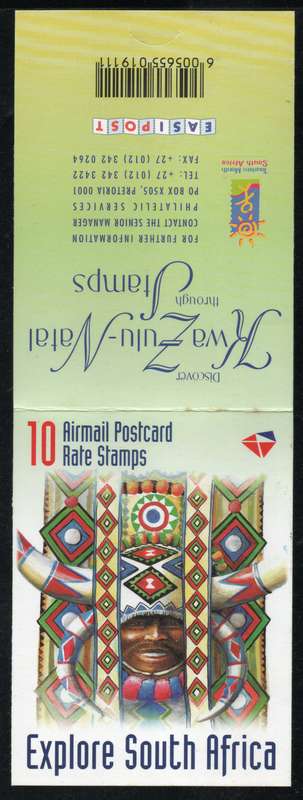 10 Airmail Postcard
Rate Stamps
Explore South Africa
Discover
KwaZulu-Natal
through
Stamps
FOR FURTHER INFORMATION
CONTACT THE SENIOR MANAGER
PHILATELIC SERVICES
PO BOX X505, PRETORIA 0001
TEL: +27 (012) 342 3422
FAX: +27 (012) 342 0264
Tourism Month
South Africa
EASIPOST
6 005655 019111